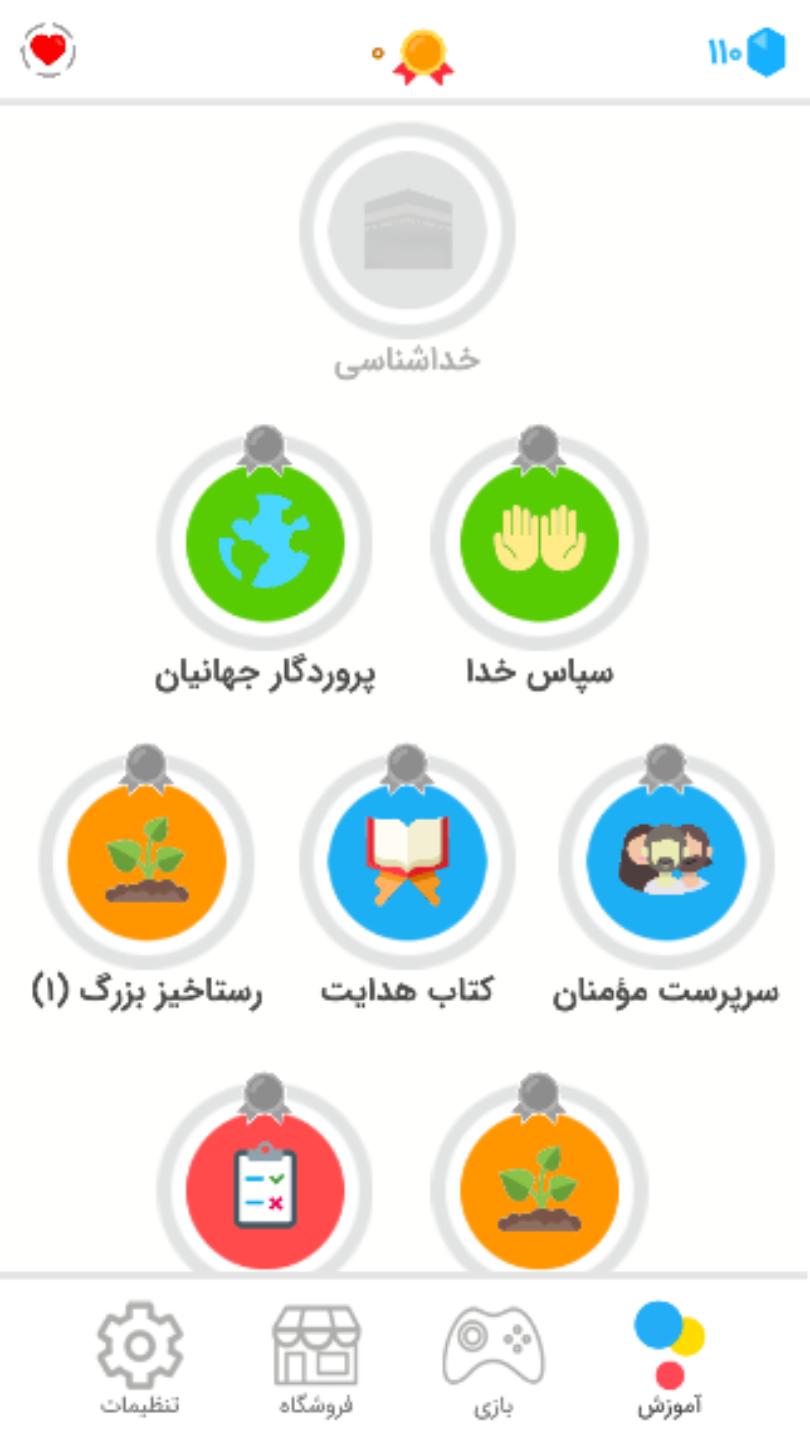 ۱۱۰
۰
خداشناسی
سپاس خدا
پروردگار جهانیان
سرپرست مؤمنان
کتاب هدایت
رستاخیز بزرگ (۱)
آموزش
بازی
فروشگاه
تنظیمات